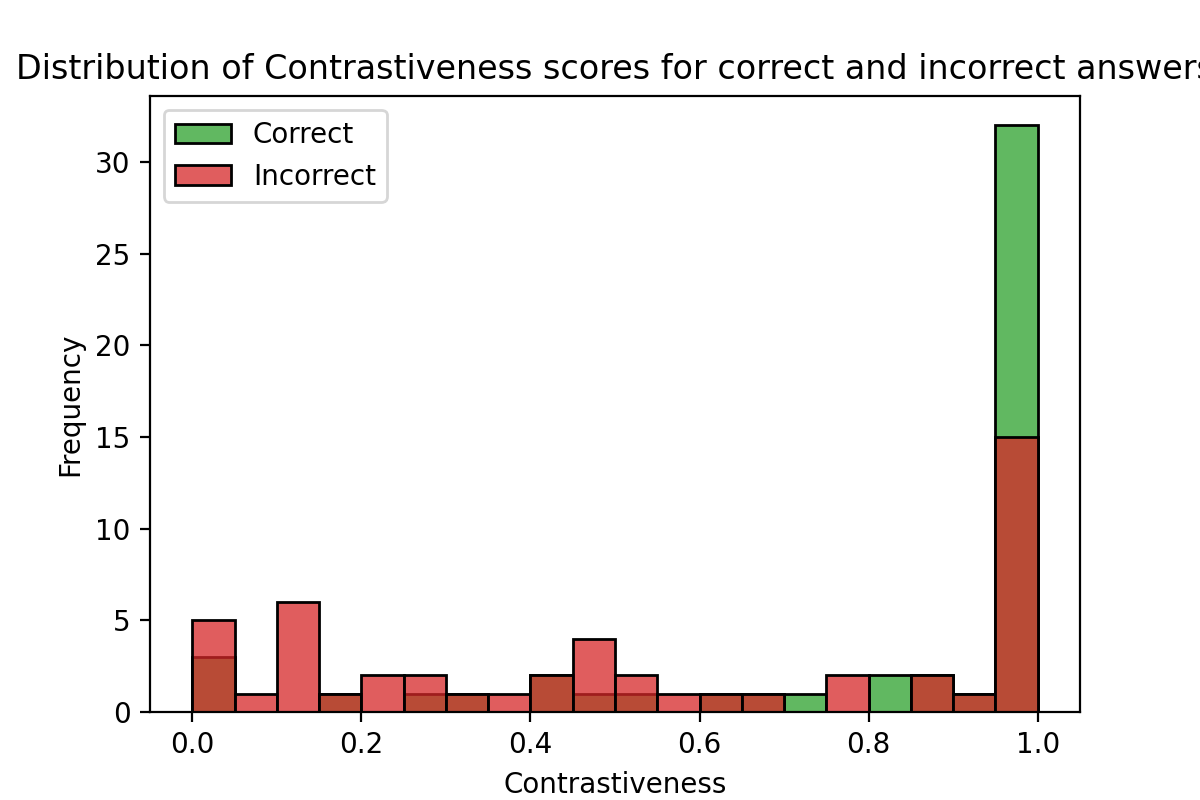 Distribution of Contrastiveness scores for correct and incorrect answers
Correct
Incorrect
30
25
20
15
10
5
0
Frequency
0.0 0.2 0.4 0.6 0.8 1.0
Contrastiveness